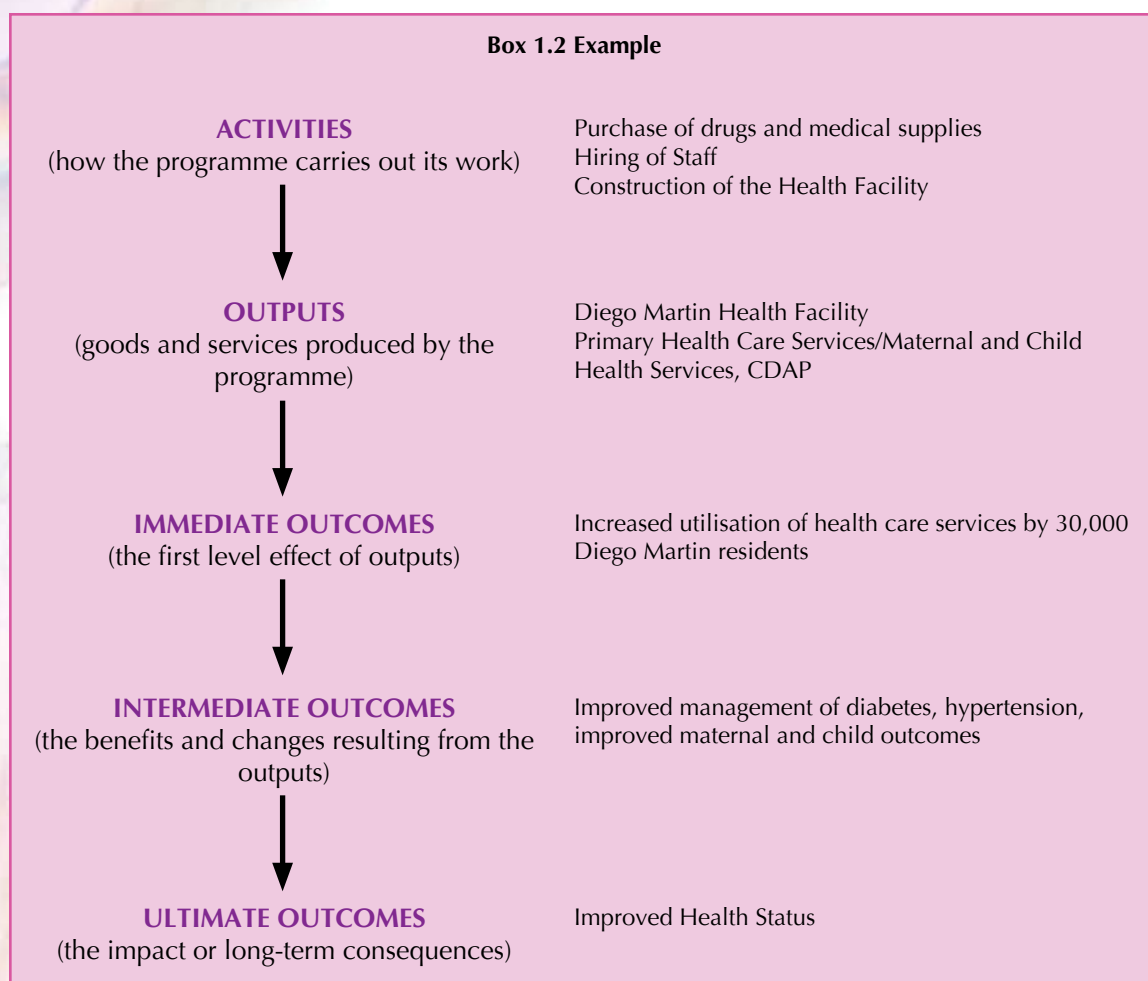 Box 1.2 Example
ACTIVITIES
(how the programme carries out its work)
Purchase of drugs and medical supplies
Hiring of Staff
Construction of the Health Facility
OUTPUTS
(goods and services produced by the
programme)
Diego Martin Health Facility
Primary Health Care Services/Maternal and Child
Health Services, CDAP
IMMEDIATE OUTCOMES
(the first level effect of outputs)
Increased utilisation of health care services by 30,000
Diego Martin residents
INTERMEDIATE OUTCOMES
(the benefits and changes resulting from the
outputs)
Improved management of diabetes, hypertension,
improved maternal and child outcomes
ULTIMATE OUTCOMES
(the impact or long-term consequences)
Improved Health Status